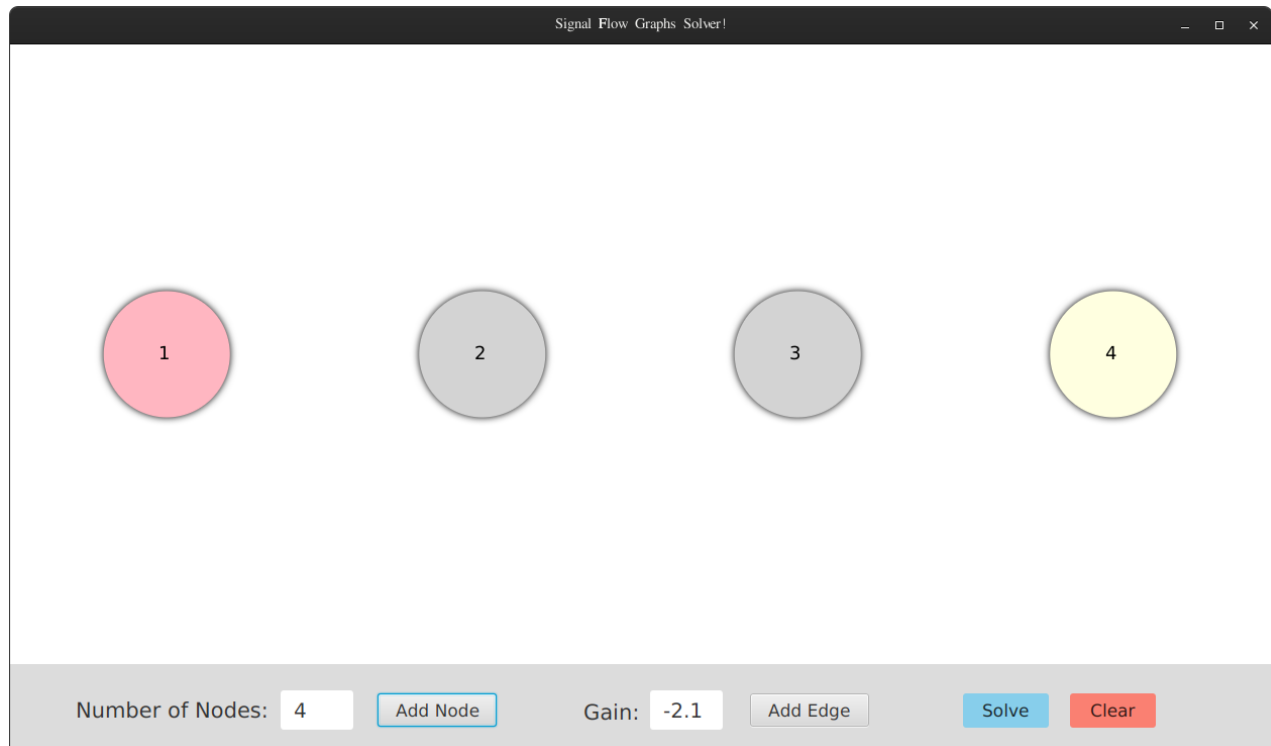 Signal Flow Graphs Solver!
1 2 3 4
Number of Nodes: 4 Add Node Gain: -2.1 Add Edge Solve Clear